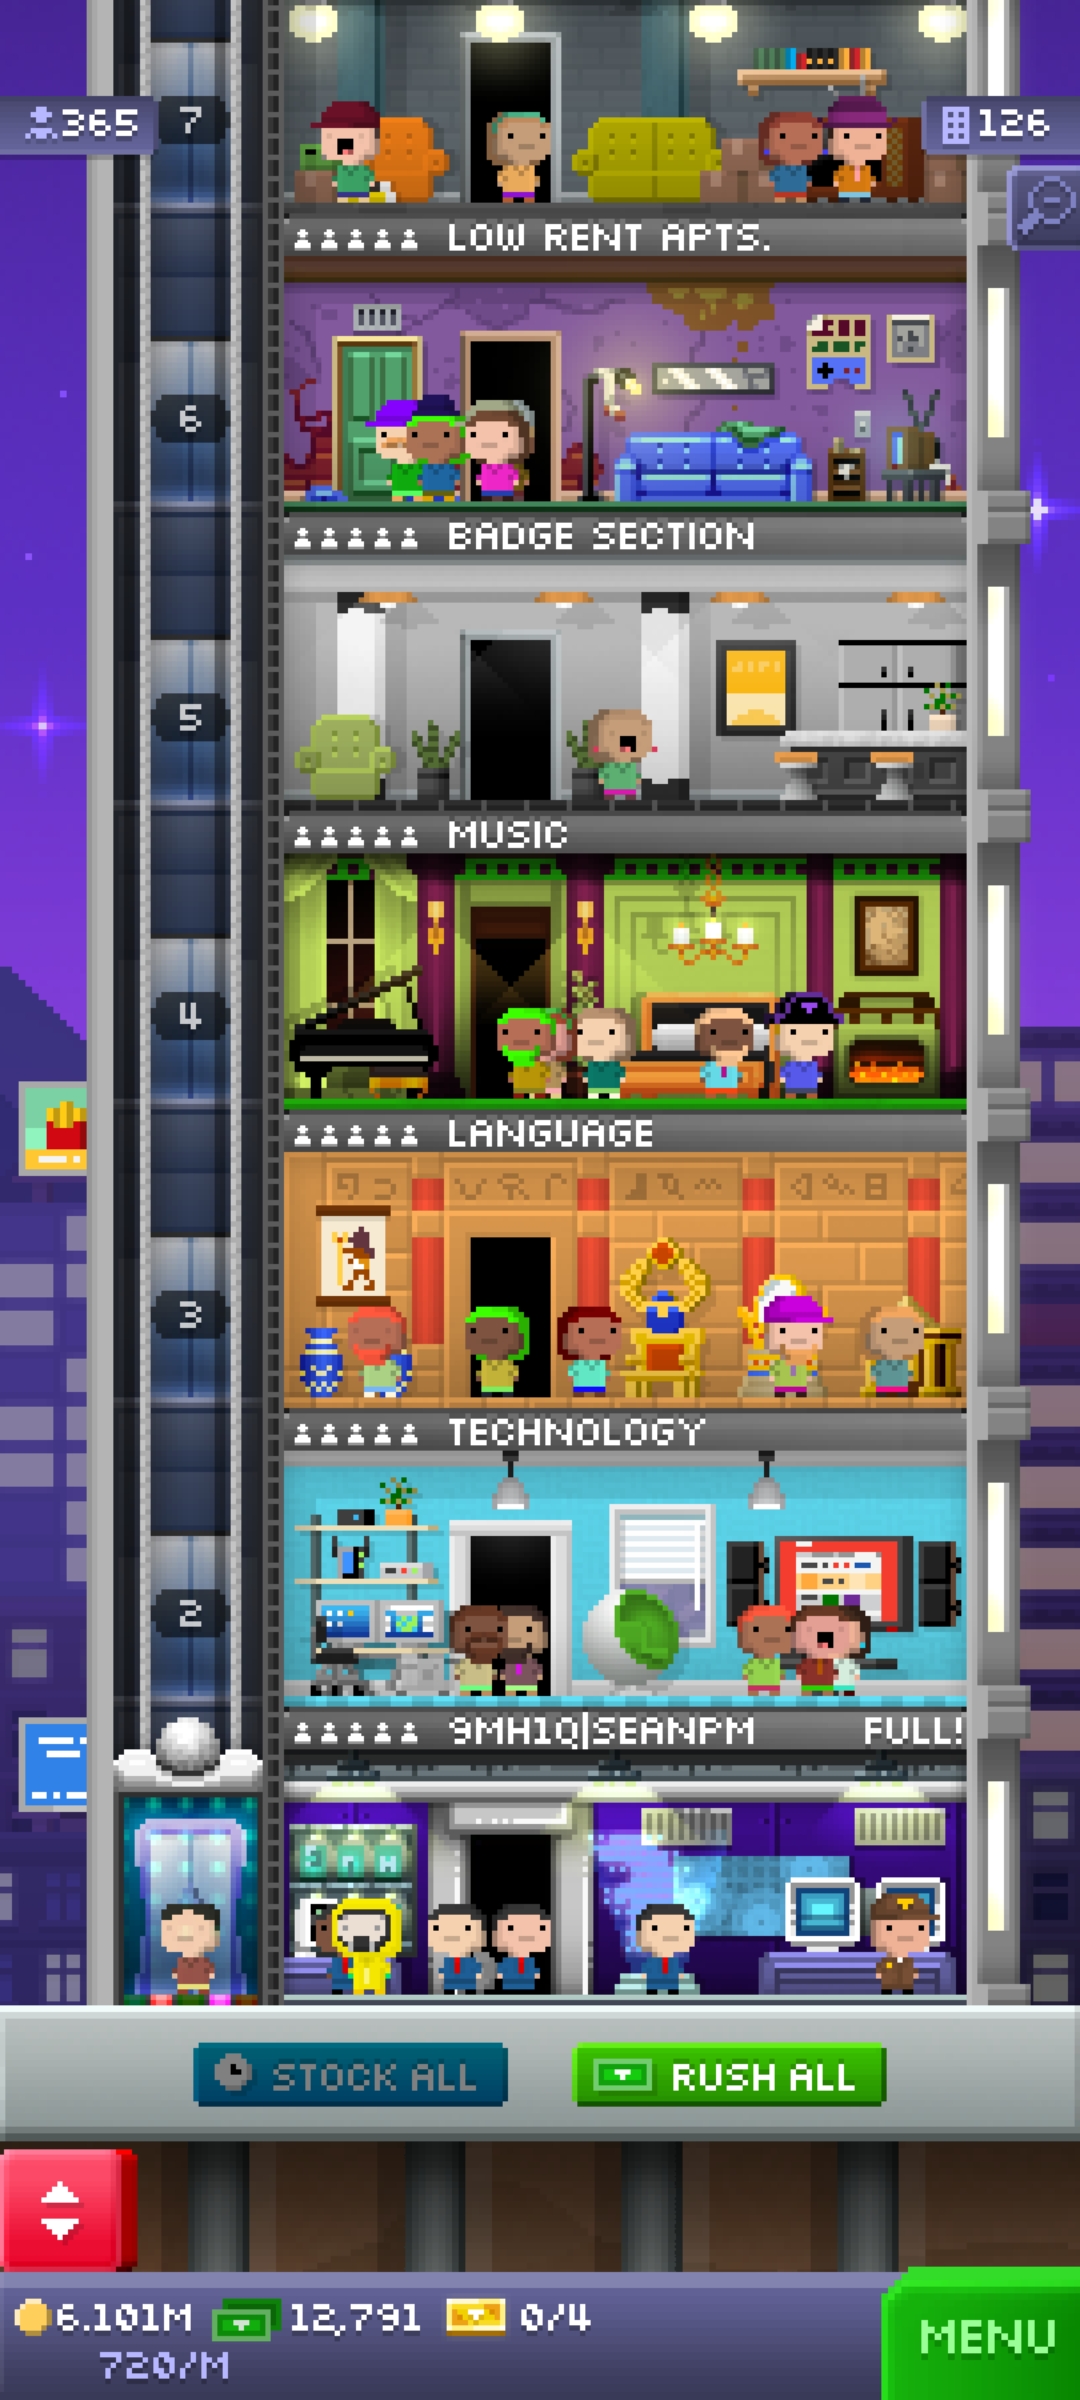 365
7
126
LOW RENT APTS.
6
BADGE SECTION
5
MUSIC
4
LANGUAGE
3
TECHNOLOGY
2
9MH1Q|SEANPM FULL!
STOCK ALL
RUSH ALL
6.101M 12,791 0/4
720/M
MENU